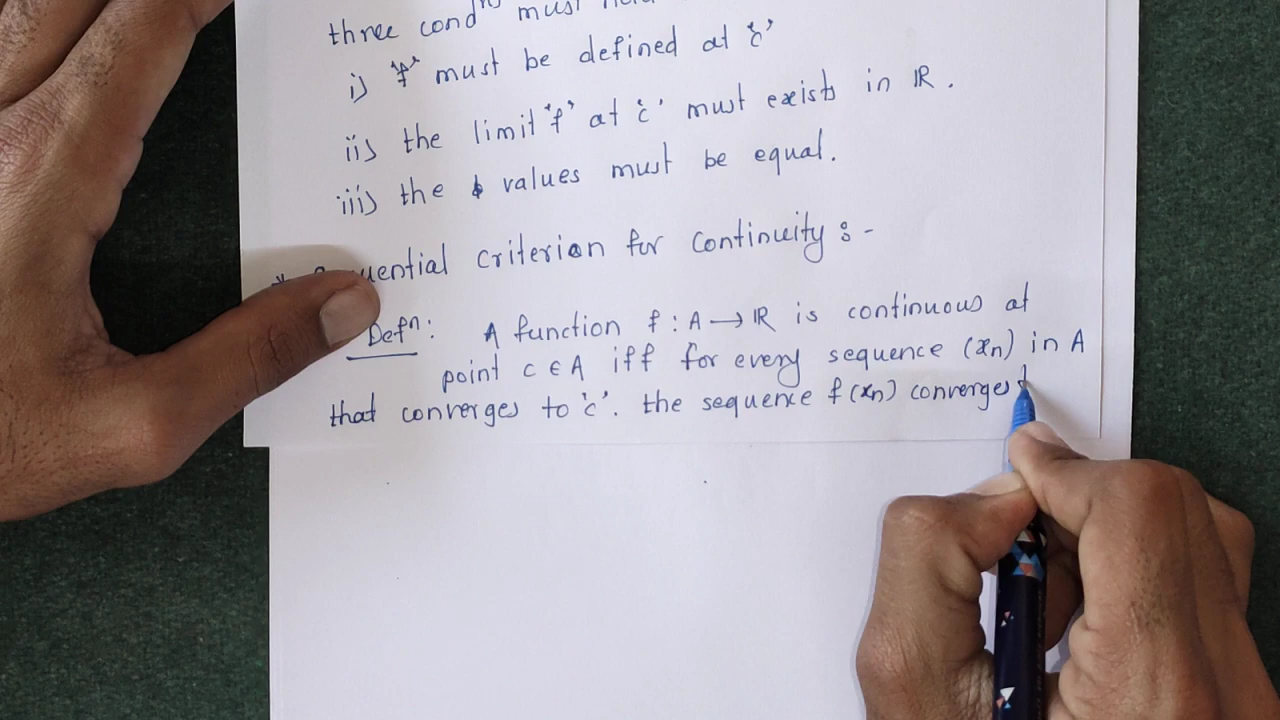 three condⁿ must
i) 'f' must be defined at 'c'
ii) the limit 'f' at 'c' must exists in ℝ.
iii) the values must be equal.
criterion for continuity :-
Defⁿ: A function f : A → ℝ is continuous at
point c ∈ A iff for every sequence (xn) in A
that converges to 'c'. the sequence f(xn) converges